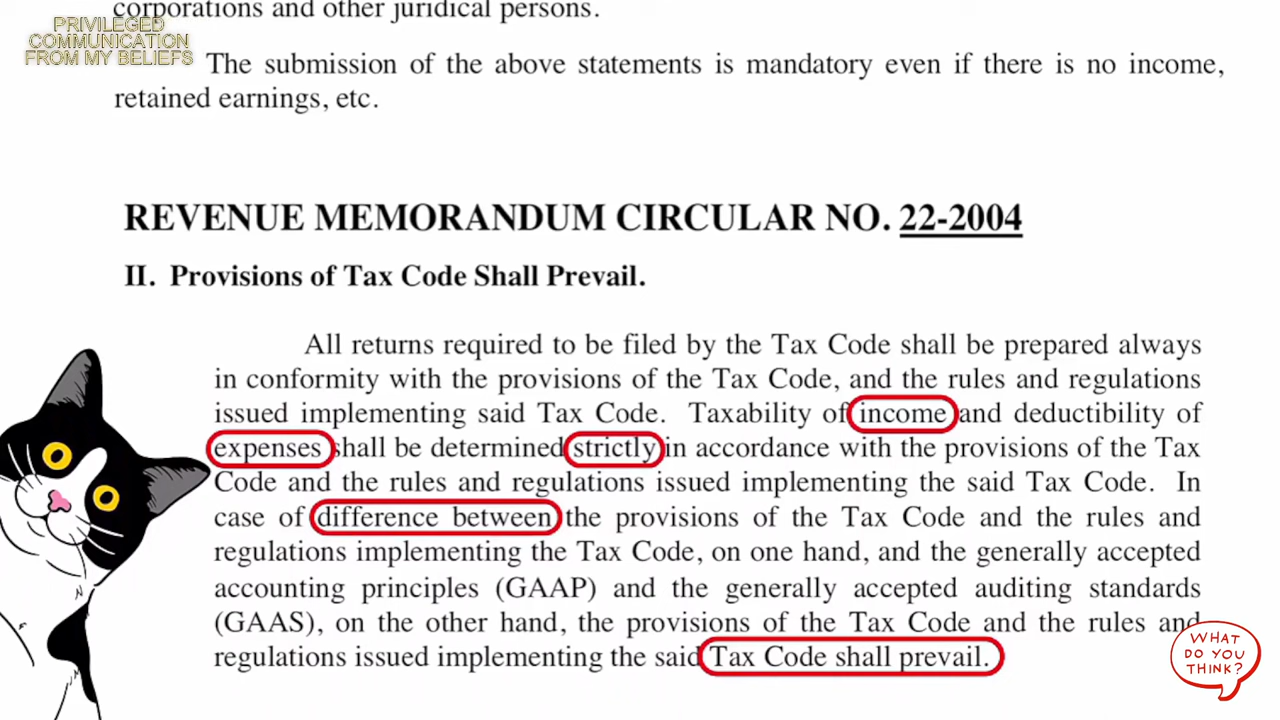 corporations and other juridical persons.
PRIVILEGED
COMMUNICATION
FROM MY BELIEFS
The submission of the above statements is mandatory even if there is no income,
retained earnings, etc.
REVENUE MEMORANDUM CIRCULAR NO. 22-2004
II. Provisions of Tax Code Shall Prevail.
All returns required to be filed by the Tax Code shall be prepared always
in conformity with the provisions of the Tax Code, and the rules and regulations
issued implementing said Tax Code. Taxability of income and deductibility of
expenses shall be determined strictly in accordance with the provisions of the Tax
Code and the rules and regulations issued implementing the said Tax Code. In
case of difference between the provisions of the Tax Code and the rules and
regulations implementing the Tax Code, on one hand, and the generally accepted
accounting principles (GAAP) and the generally accepted auditing standards
(GAAS), on the other hand, the provisions of the Tax Code and the rules and
regulations issued implementing the said Tax Code shall prevail.
WHAT
DO YOU
THINK?